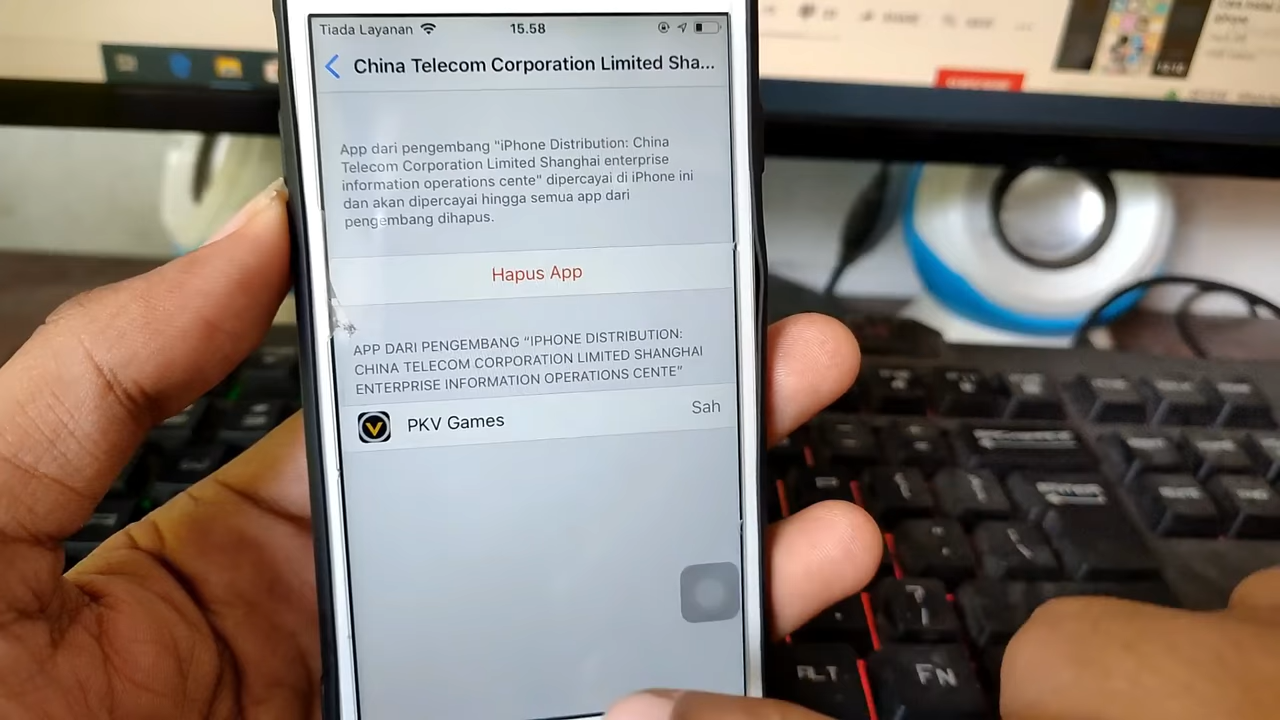 Tiada Layanan 15.58
China Telecom Corporation Limited Sha...
App dari pengembang "iPhone Distribution: China
Telecom Corporation Limited Shanghai enterprise
information operations cente" dipercayai di iPhone ini
dan akan dipercayai hingga semua app dari
pengembang dihapus.
Hapus App
APP DARI PENGEMBANG “IPHONE DISTRIBUTION:
CHINA TELECOM CORPORATION LIMITED SHANGHAI
ENTERPRISE INFORMATION OPERATIONS CENTE”
PKV Games Sah
ALT FN